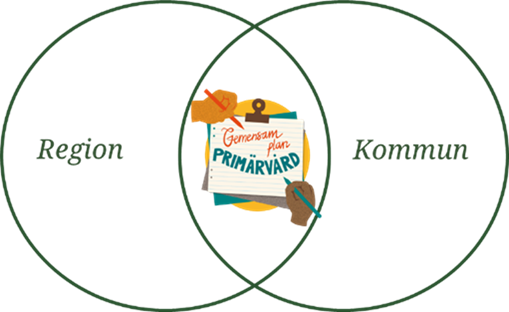 Region
Gemensam
plan
PRIMÄRVÅRD
Kommun